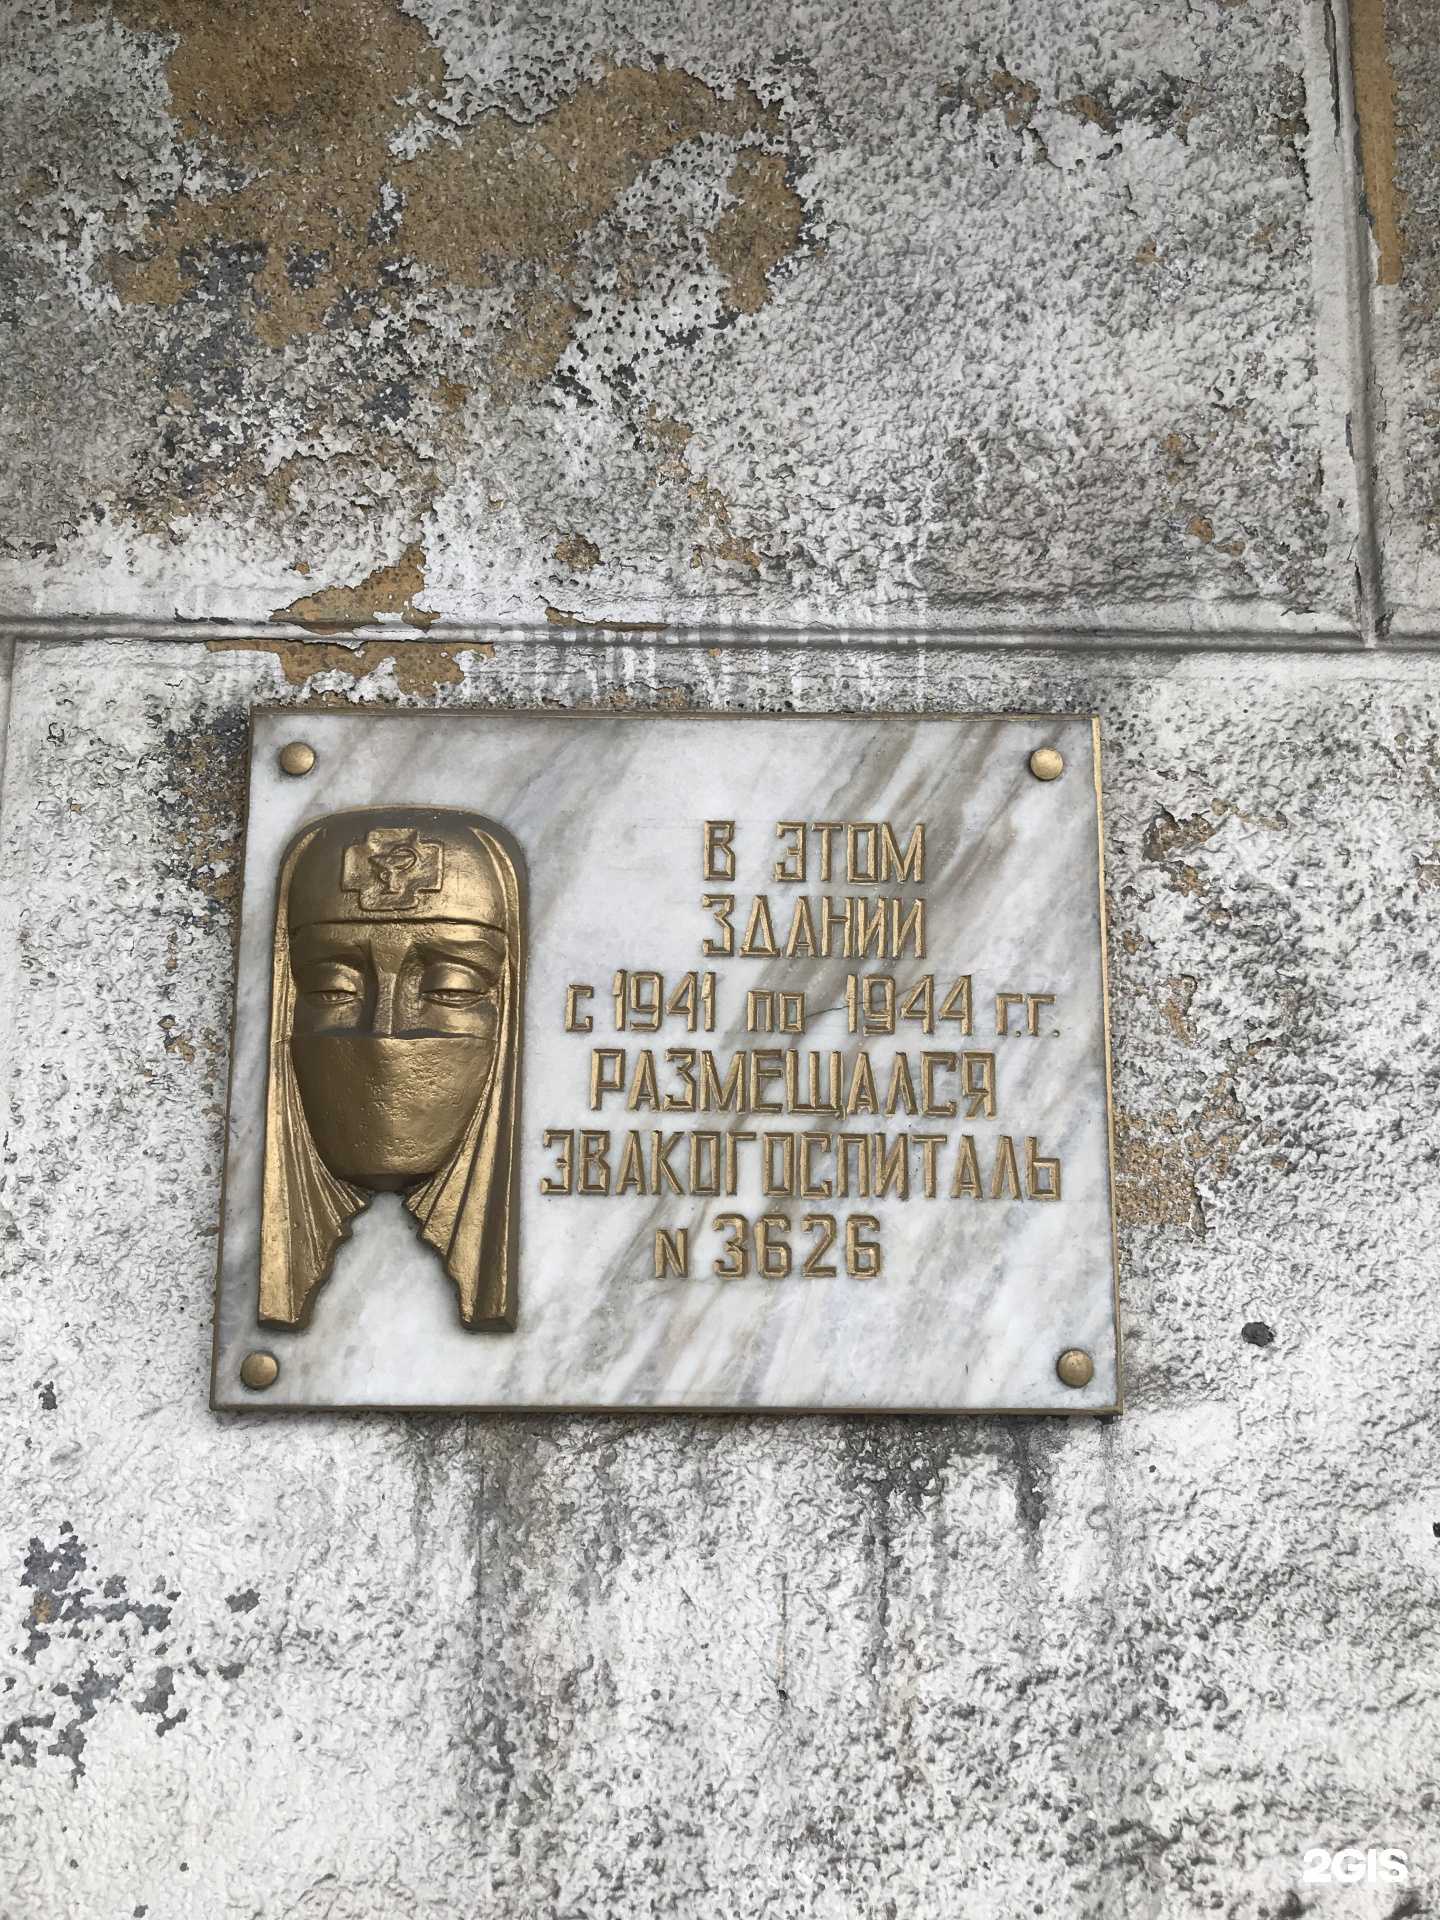 В ЭТОМ
ЗДАНИИ
с 1941 по 1944 г.г.
РАЗМЕЩАЛСЯ
ЭВАКОГОСПИТАЛЬ
N 3626
2GIS